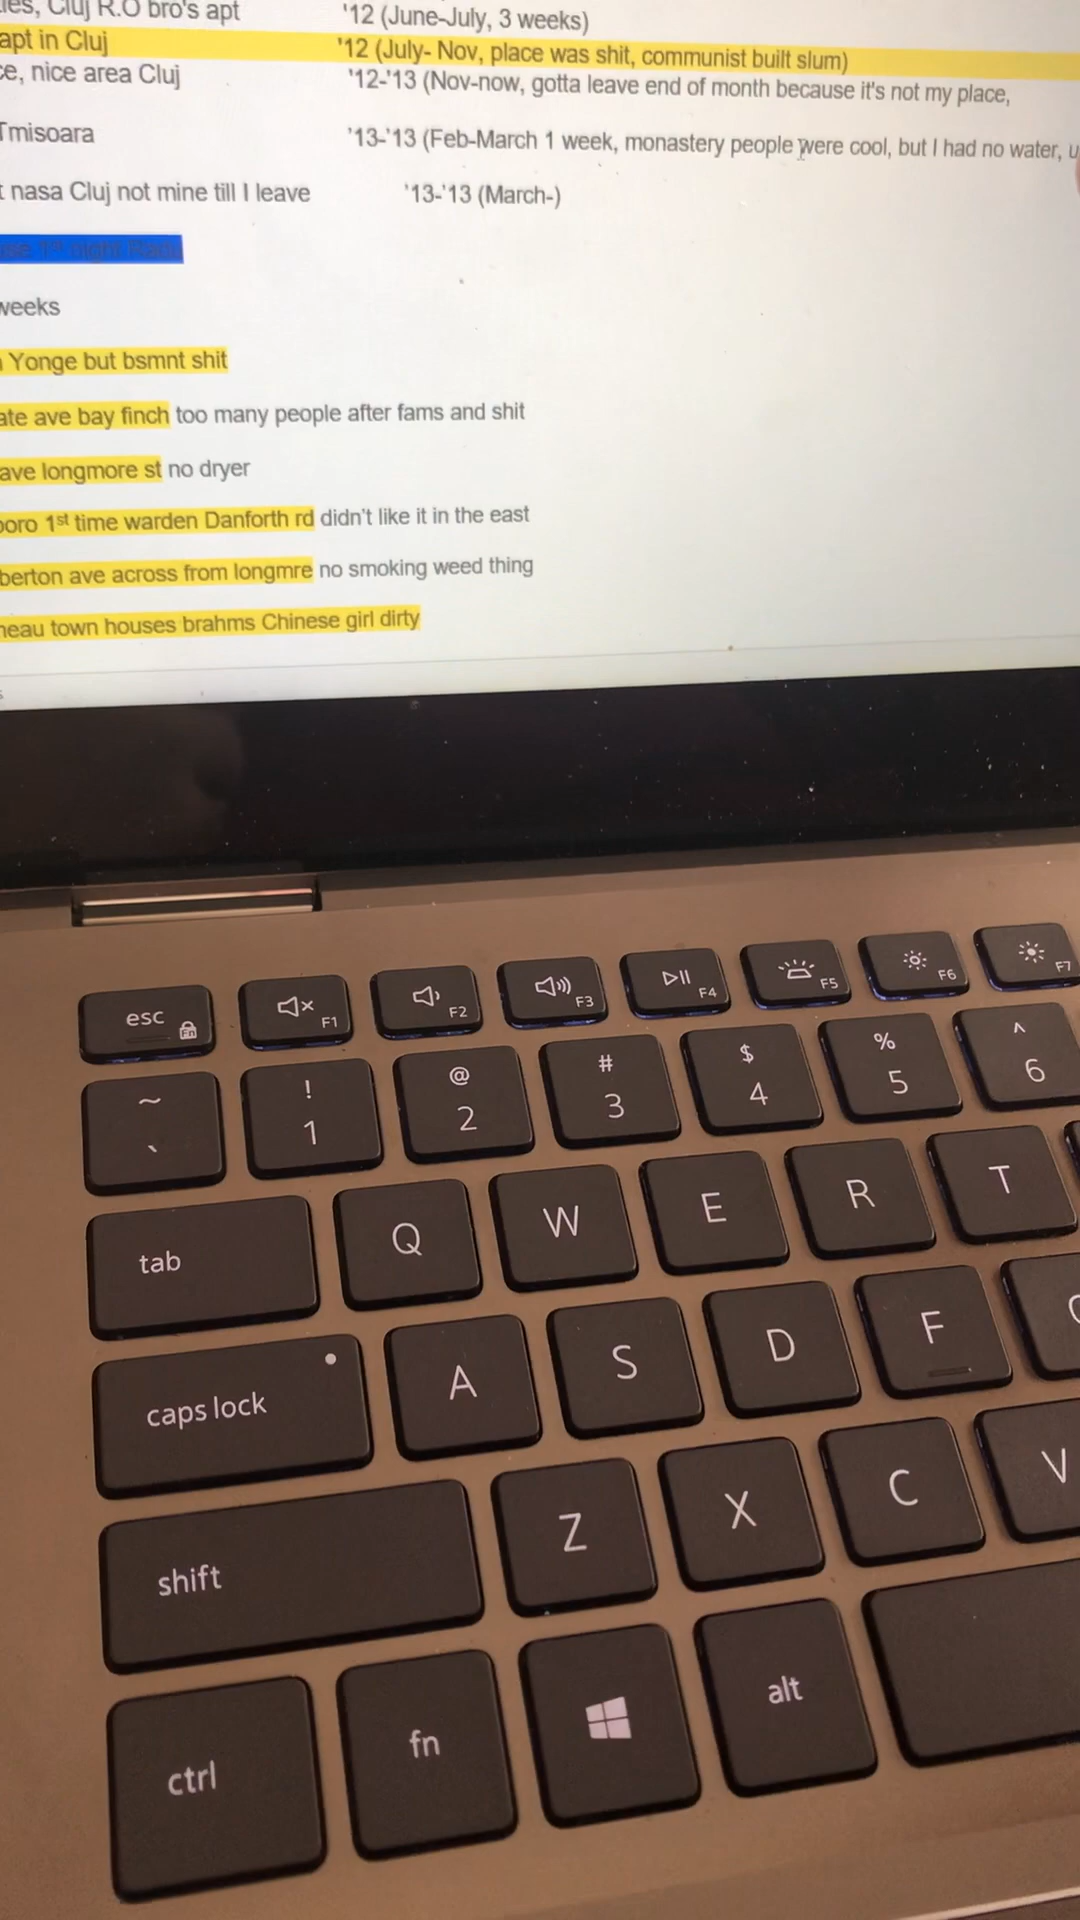 Cluj R.O bro's apt '12 (June-July, 3 weeks)
apt in Cluj '12 (July- Nov, place was shit, communist built slum)
nice area Cluj '12-'13 (Nov-now, gotta leave end of month because it's not my place,
Tmisoara '13-'13 (Feb-March 1 week, monastery people were cool, but I had no water,
nasa Cluj not mine till I leave '13-'13 (March-)
1st night
weeks
Yonge but bsmnt shit
ave bay finch too many people after fams and shit
ave longmore st no dryer
1st time warden Danforth rd didn't like it in the east
ave across from longmre no smoking weed thing
town houses brahms Chinese girl dirty
esc Fn F1 F2 F3 F4 F5 F6 F7
~ ` ! 1 @ 2 # 3 $ 4 % 5 ^ 6
tab Q W E R T
caps lock A S D F
shift Z X C V
ctrl fn alt